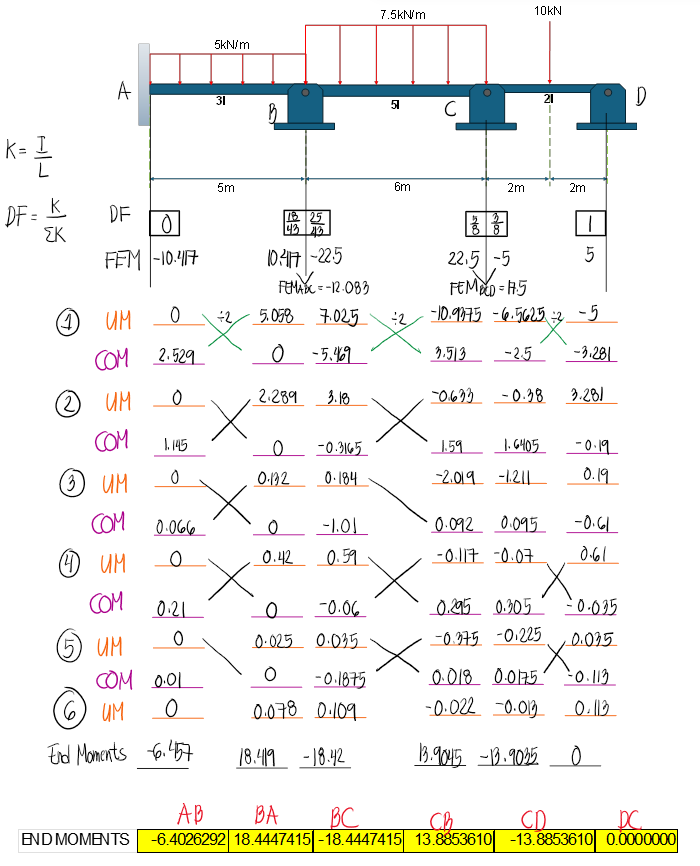 7.5kN/m
10kN
5kN/m
A
3I
B
5I
C
2I
D
K = I/L
5m
6m
2m
2m
DF = K/ΣK
DF 0 18/43 25/43 5/8 3/8 1
FEM -10.417 10.417 -22.5 22.5 -5 5
FEM_ABC = -12.083 FEM_BCD = 17.5
① UM 0 ÷2 5.058 7.025 ÷2 -10.9375 -6.5625 ÷2 -5
COM 2.529 0 -5.469 3.513 -2.5 -3.281
② UM 0 2.289 3.18 -0.633 -0.38 3.281
COM 1.145 0 -0.3165 1.59 1.6405 -0.19
③ UM 0 0.132 0.184 -2.019 -1.211 0.19
COM 0.066 0 -1.01 0.092 0.095 -0.61
④ UM 0 0.42 0.59 -0.117 -0.07 0.61
COM 0.21 0 -0.06 0.295 0.305 -0.035
⑤ UM 0 0.025 0.035 -0.375 -0.225 0.035
COM 0.01 0 -0.1875 0.018 0.0175 -0.113
⑥ UM 0 0.078 0.109 -0.022 -0.013 0.113
End Moments -6.457 18.419 -18.42 13.9045 -13.9035 0
AB BA BC CB CD DC
END MOMENTS -6.4026292 18.4447415 -18.4447415 13.8853610 -13.8853610 0.0000000